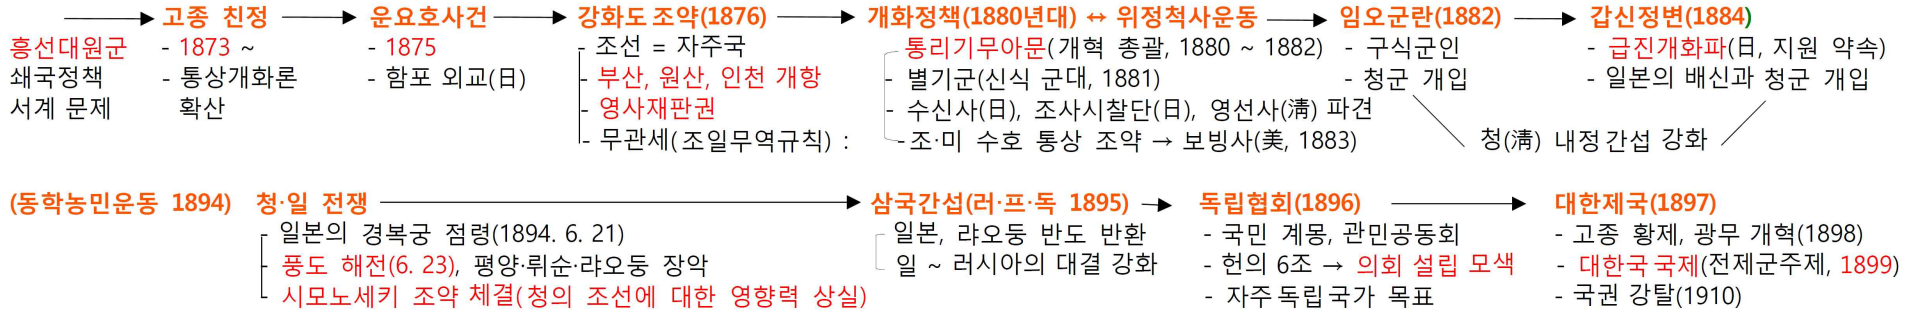 고종 친정 → 운요호사건 → 강화도 조약(1876) → 개화정책(1880년대) ↔ 위정척사운동 → 임오군란(1882) → 갑신정변(1884)
흥선대원군 - 1873 ~ - 1875 - 조선 = 자주국 통리기무아문(개혁 총괄, 1880 ~ 1882) - 구식군인 - 급진개화파(日, 지원 약속)
쇄국정책 - 통상개화론 - 함포 외교(日) - 부산, 원산, 인천 개항 - 별기군(신식 군대, 1881) - 청군 개입 - 일본의 배신과 청군 개입
서계 문제 확산 - 영사재판권 - 수신사(日), 조사시찰단(日), 영선사(淸) 파견
- 무관세(조일무역규칙) : - 조·미 수호 통상 조약 → 보빙사(美, 1883) 청(淸) 내정 간섭 강화
(동학농민운동 1894) 청·일 전쟁 → 삼국간섭(러·프·독 1895) → 독립협회(1896) → 대한제국(1897)
- 일본의 경복궁 점령(1894. 6. 21) 일본, 랴오둥 반도 반환 - 국민 계몽, 관민공동회 - 고종 황제, 광무 개혁(1898)
- 풍도 해전(6. 23), 평양·뤼순·랴오둥 장악 일 ~ 러시아의 대결 강화 - 헌의 6조 → 의회 설립 모색 - 대한국 국제(전제군주제, 1899)
- 시모노세키 조약 체결(청의 조선에 대한 영향력 상실) - 자주 독립 국가 목표 - 국권 강탈(1910)